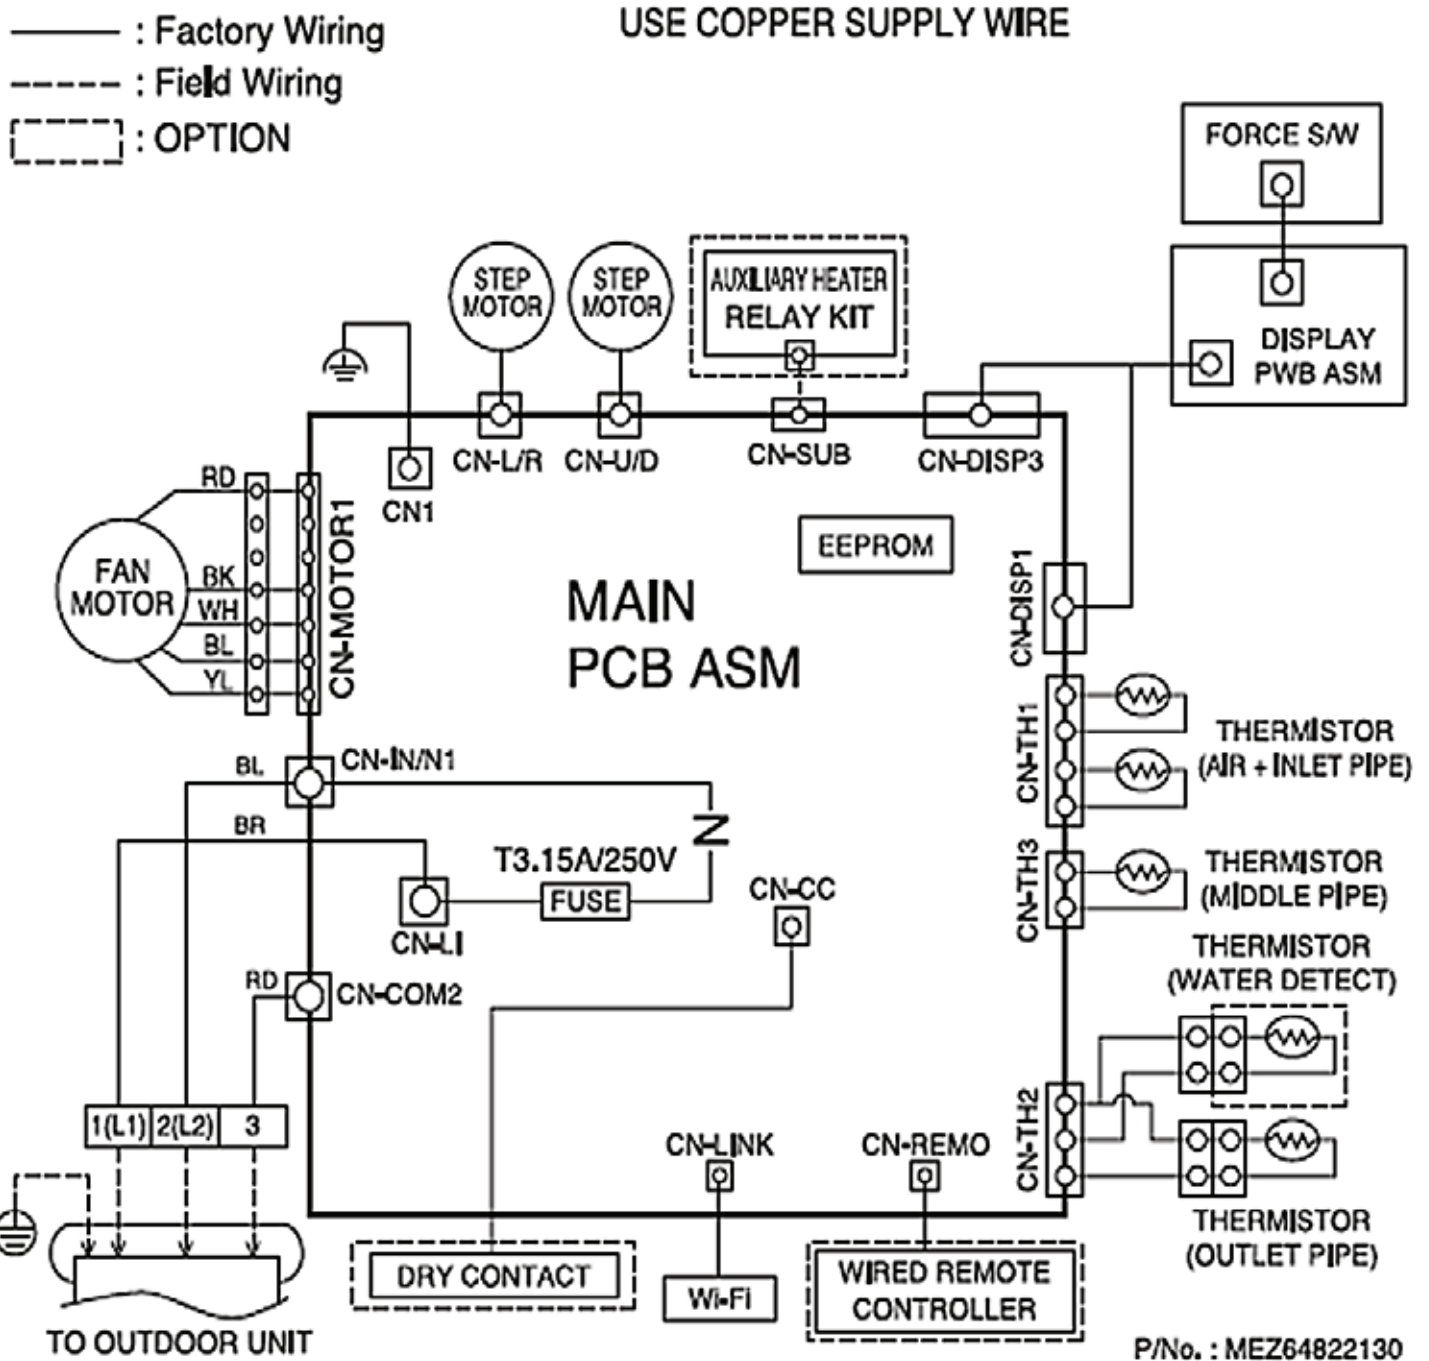 : Factory Wiring
: Field Wiring
: OPTION
USE COPPER SUPPLY WIRE
FORCE S/W
DISPLAY
PWB ASM
STEP
MOTOR
STEP
MOTOR
AUXILIARY HEATER
RELAY KIT
CN-L/R
CN-U/D
CN-SUB
CN-DISP3
CN1
RD
BK
WH
BL
YL
FAN
MOTOR
CN-MOTOR1
EEPROM
MAIN
PCB ASM
CN-DISP1
CN-TH1
THERMISTOR
(AIR + INLET PIPE)
BL
CN-IN/N1
BR
T3.15A/250V
FUSE
N
CN-LI
CN-CC
CN-TH3
THERMISTOR
(MIDDLE PIPE)
THERMISTOR
(WATER DETECT)
RD
CN-COM2
1(L1)
2(L2)
3
CN-TH2
THERMISTOR
(OUTLET PIPE)
CN-LINK
CN-REMO
DRY CONTACT
Wi-Fi
WIRED REMOTE
CONTROLLER
TO OUTDOOR UNIT
P/No. : MEZ64822130